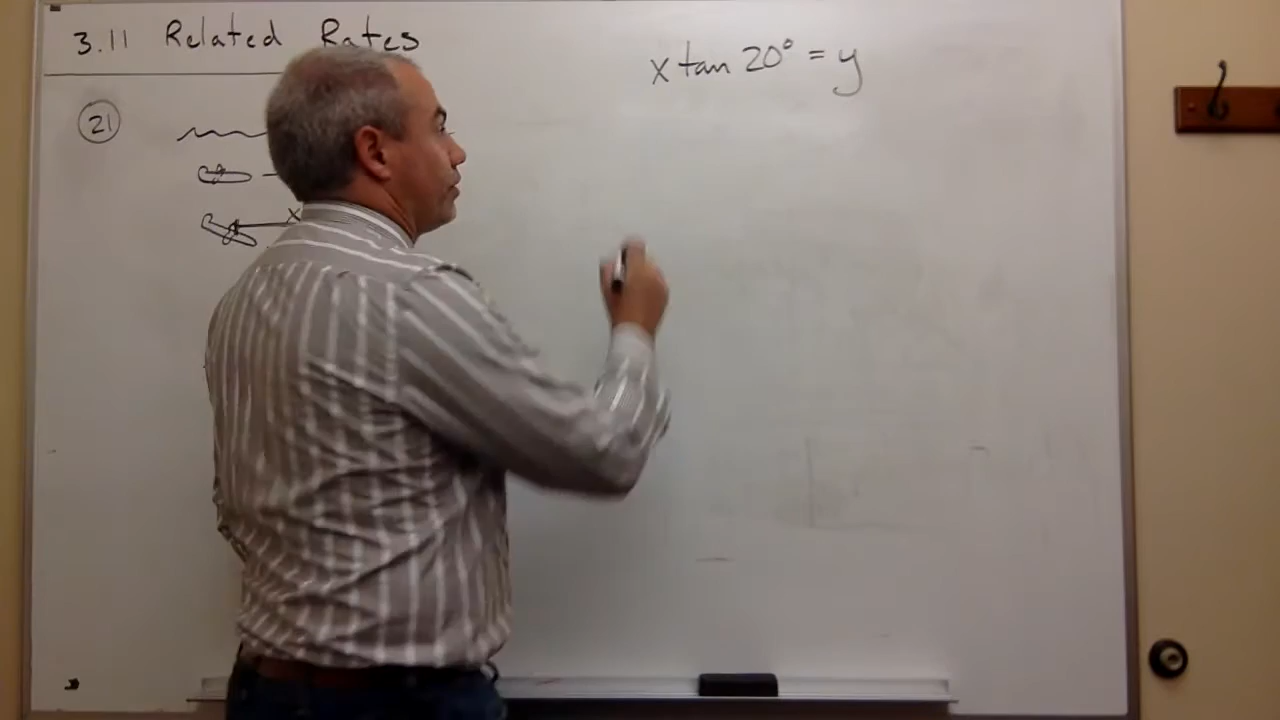 3.11 Related Rates
21
x
x tan 20° = y